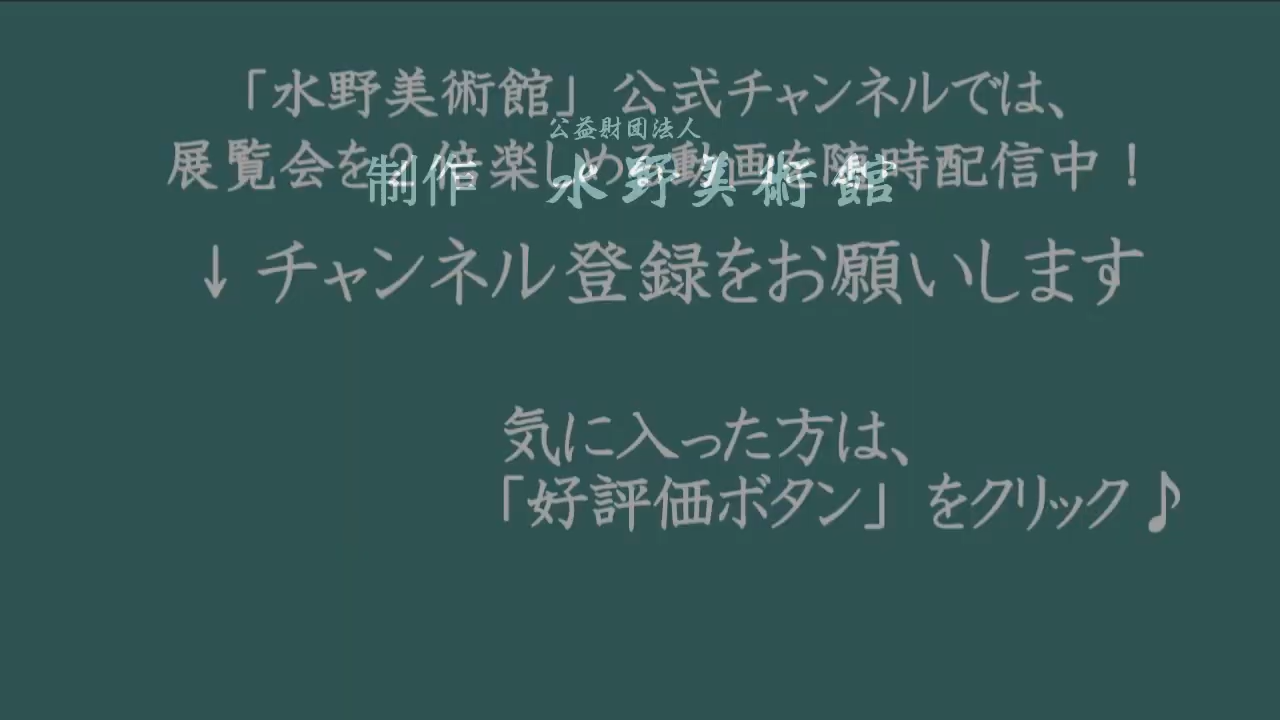 「水野美術館」公式チャンネルでは、
公益財団法人
展覧会を2倍楽しめる動画を随時配信中！
制作 水野美術館
↓チャンネル登録をお願いします
気に入った方は、
「好評価ボタン」をクリック♪